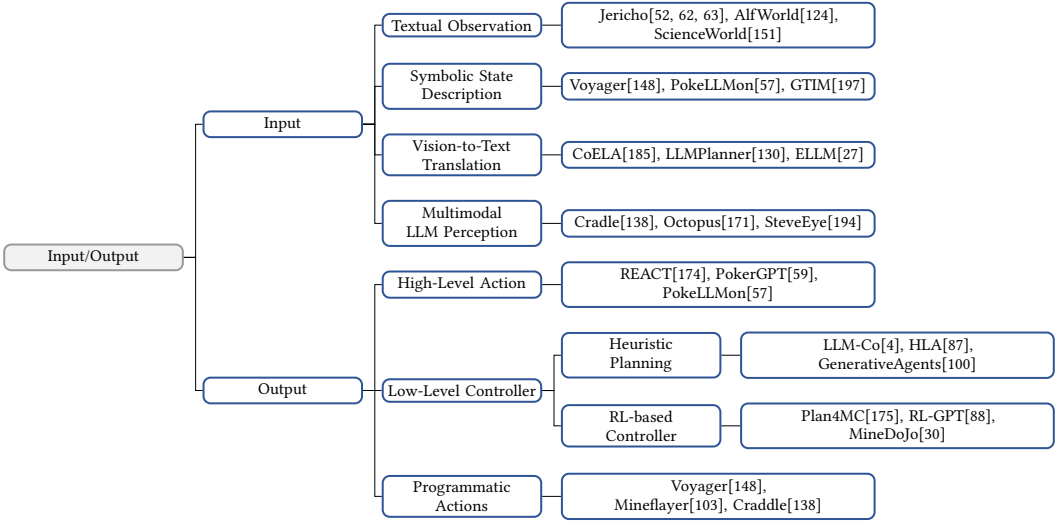 Input/Output
Input
Textual Observation
Jericho[52, 62, 63], AlfWorld[124],
ScienceWorld[151]
Symbolic State
Description
Voyager[148], PokeLLMon[57], GTIM[197]
Vision-to-Text
Translation
CoELA[185], LLMPlanner[130], ELLM[27]
Multimodal
LLM Perception
Cradle[138], Octopus[171], SteveEye[194]
Output
High-Level Action
REACT[174], PokerGPT[59],
PokeLLMon[57]
Low-Level Controller
Heuristic
Planning
LLM-Co[4], HLA[87],
GenerativeAgents[100]
RL-based
Controller
Plan4MC[175], RL-GPT[88],
MineDoJo[30]
Programmatic
Actions
Voyager[148],
Mineflayer[103], Craddle[138]